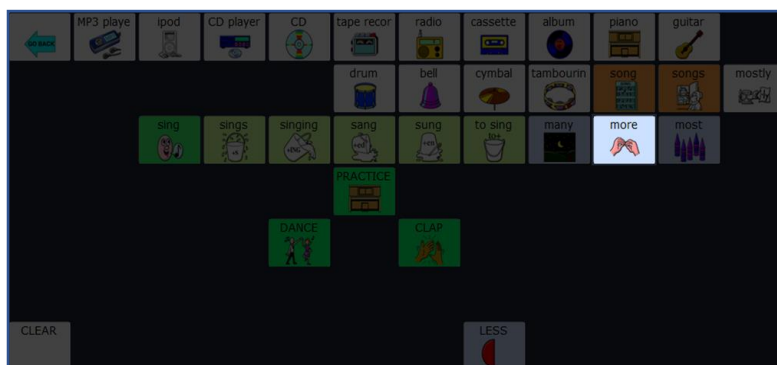 GO BACK
MP3 playe
ipod
CD player
CD
tape recor
radio
cassette
album
piano
guitar
drum
bell
cymbal
tambourin
song
songs
mostly
sing
sings
singing
sang
sung
to sing
to+
many
more
most
PRACTICE
DANCE
CLAP
CLEAR
LESS